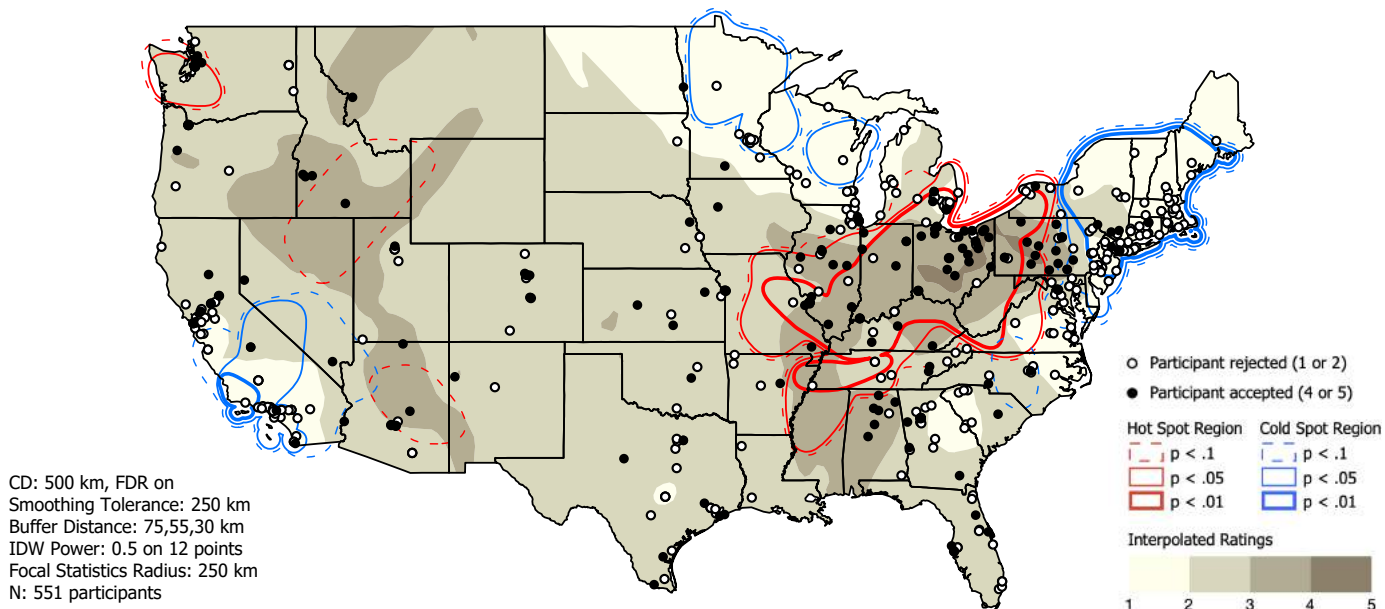 CD: 500 km, FDR on
Smoothing Tolerance: 250 km
Buffer Distance: 75,55,30 km
IDW Power: 0.5 on 12 points
Focal Statistics Radius: 250 km
N: 551 participants
Participant rejected (1 or 2)
Participant accepted (4 or 5)
Hot Spot Region Cold Spot Region
p < .1 p < .1
p < .05 p < .05
p < .01 p < .01
Interpolated Ratings
1 2 3 4 5